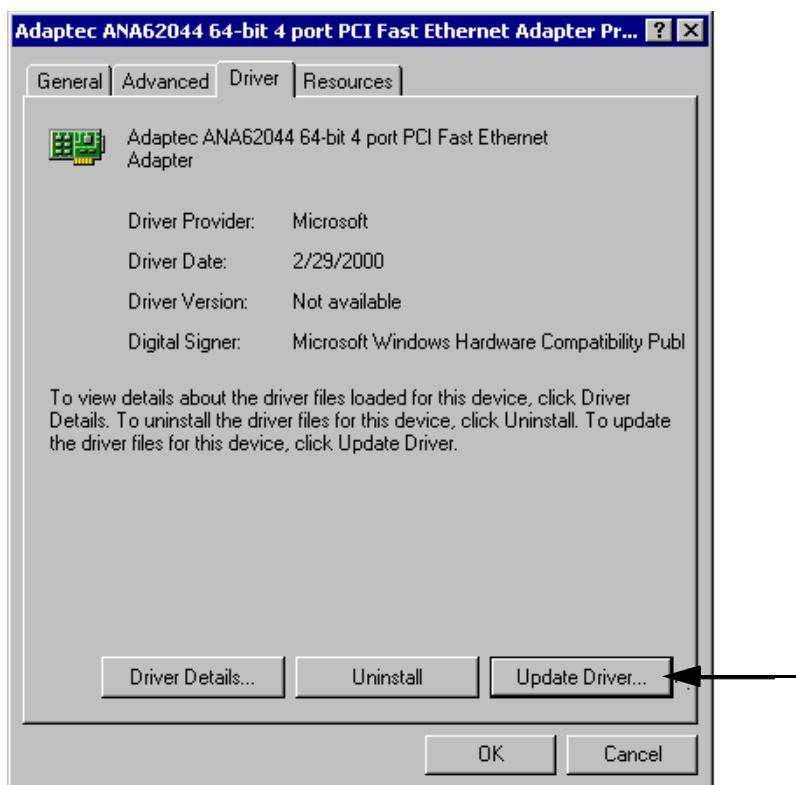 Adaptec ANA62044 64-bit 4 port PCI Fast Ethernet Adapter Pr...
General Advanced Driver Resources
Adaptec ANA62044 64-bit 4 port PCI Fast Ethernet
Adapter
Driver Provider: Microsoft
Driver Date: 2/29/2000
Driver Version: Not available
Digital Signer: Microsoft Windows Hardware Compatibility Publ
To view details about the driver files loaded for this device, click Driver
Details. To uninstall the driver files for this device, click Uninstall. To update
the driver files for this device, click Update Driver.
Driver Details... Uninstall Update Driver...
OK Cancel